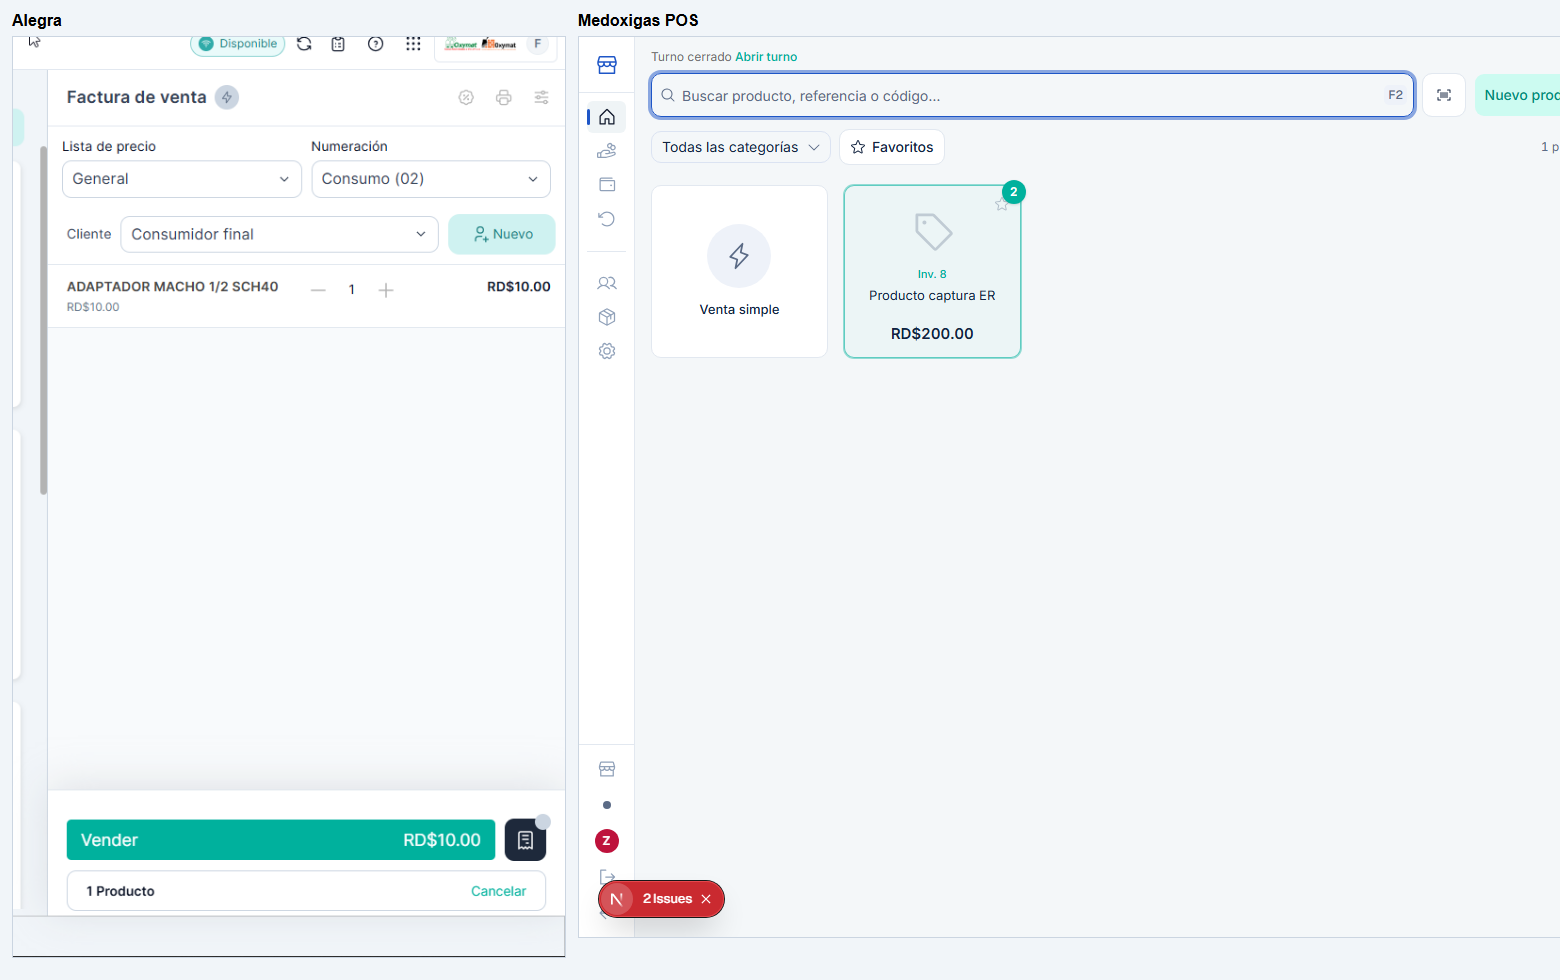 Alegra
Disponible
Oxymat Oxymat
F
Factura de venta
Lista de precio
Numeración
General
Consumo (02)
Cliente
Consumidor final
Nuevo
ADAPTADOR MACHO 1/2 SCH40
1
RD$10.00
RD$10.00
Vender
RD$10.00
1 Producto
Cancelar
Medoxigas POS
Turno cerrado Abrir turno
Buscar producto, referencia o código...
F2
Nuevo prod
Todas las categorías
Favoritos
1 p
Venta simple
2
Inv. 8
Producto captura ER
RD$200.00
Z
N
2 Issues